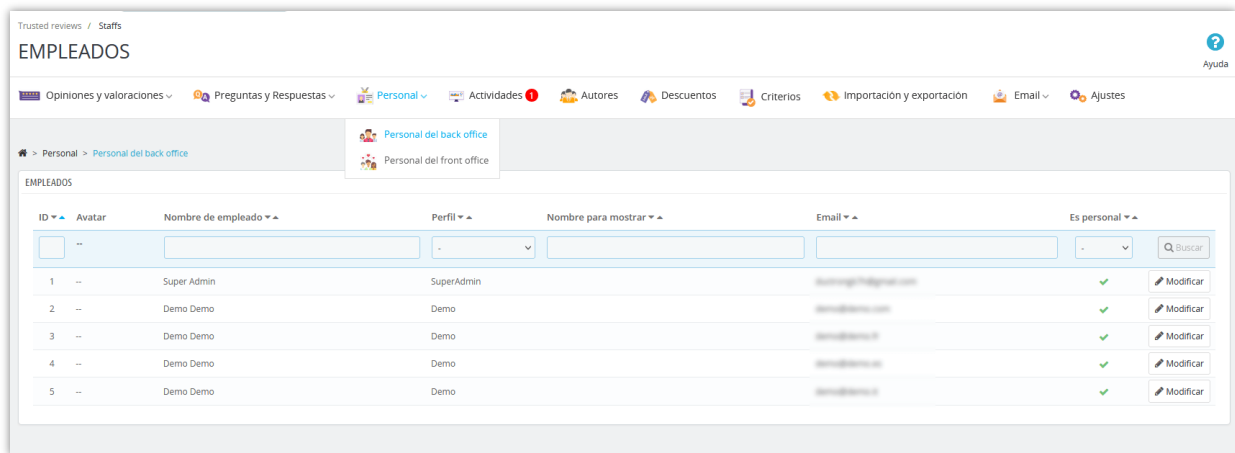 Trusted reviews / Staffs
EMPLEADOS
Ayuda
Opiniones y valoraciones Preguntas y Respuestas Personal Actividades 1 Autores Descuentos Criterios Importación y exportación Email Ajustes
Personal del back office
Personal del front office
> Personal > Personal del back office
EMPLEADOS
ID Avatar Nombre de empleado Perfil Nombre para mostrar Email Es personal
-- - - Buscar
1 -- Super Admin SuperAdmin Modificar
2 -- Demo Demo Demo Modificar
3 -- Demo Demo Demo Modificar
4 -- Demo Demo Demo Modificar
5 -- Demo Demo Demo Modificar